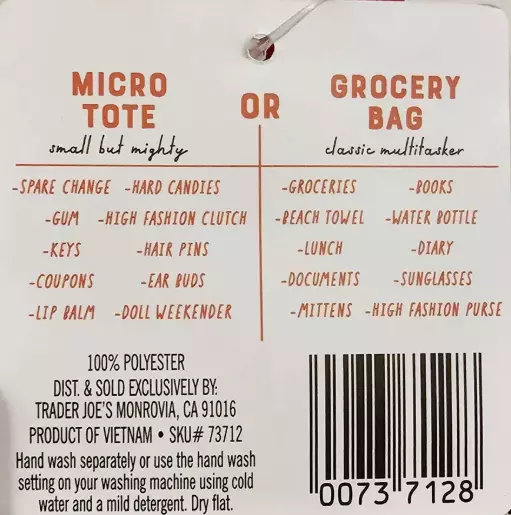 MICRO
TOTE
small but mighty
OR
GROCERY
BAG
classic multitasker
-SPARE CHANGE -HARD CANDIES
-GUM -HIGH FASHION CLUTCH
-KEYS -HAIR PINS
-COUPONS -EAR BUDS
-LIP BALM -DOLL WEEKENDER
-GROCERIES -BOOKS
-BEACH TOWEL -WATER BOTTLE
-LUNCH -DIARY
-DOCUMENTS -SUNGLASSES
-MITTENS -HIGH FASHION PURSE
100% POLYESTER
DIST. & SOLD EXCLUSIVELY BY:
TRADER JOE'S MONROVIA, CA 91016
PRODUCT OF VIETNAM • SKU# 73712
Hand wash separately or use the hand wash
setting on your washing machine using cold
water and a mild detergent. Dry flat.
0073 7128